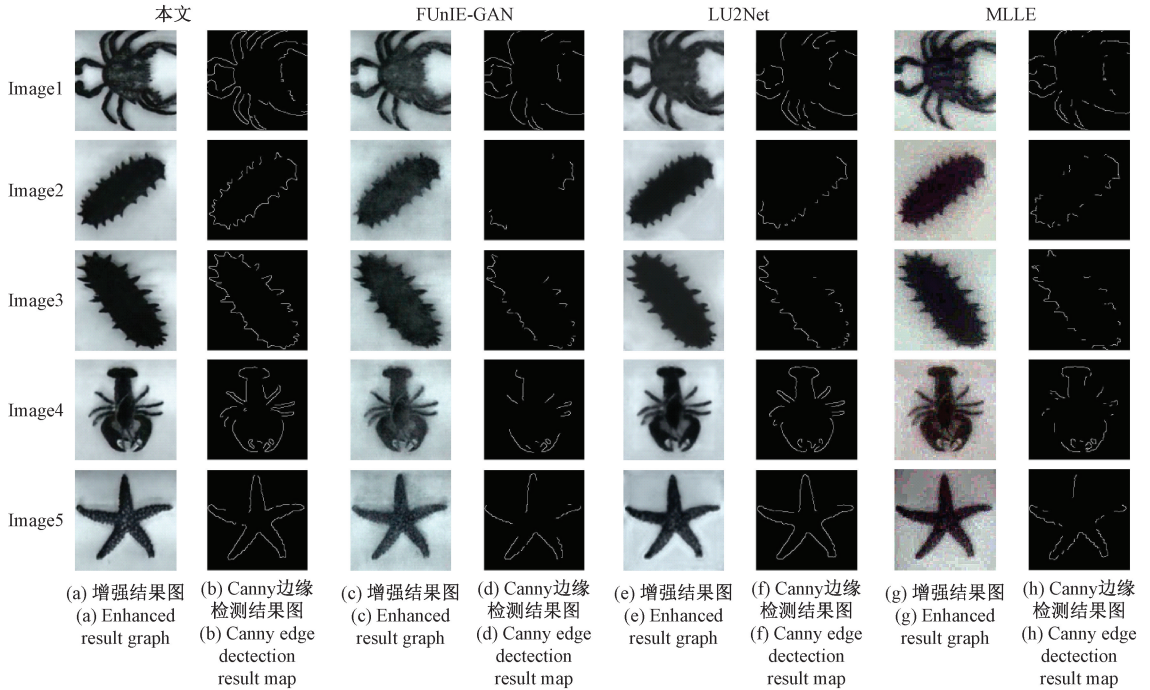 本文 FUnIE-GAN LU2Net MLLE
Image1
Image2
Image3
Image4
Image5
(a) 增强结果图
(a) Enhanced
result graph
(b) Canny边缘
检测结果图
(b) Canny edge
dectection
result map
(c) 增强结果图
(c) Enhanced
result graph
(d) Canny边缘
检测结果图
(d) Canny edge
dectection
result map
(e) 增强结果图
(e) Enhanced
result graph
(f) Canny边缘
检测结果图
(f) Canny edge
dectection
result map
(g) 增强结果图
(g) Enhanced
result graph
(h) Canny边缘
检测结果图
(h) Canny edge
dectection
result map